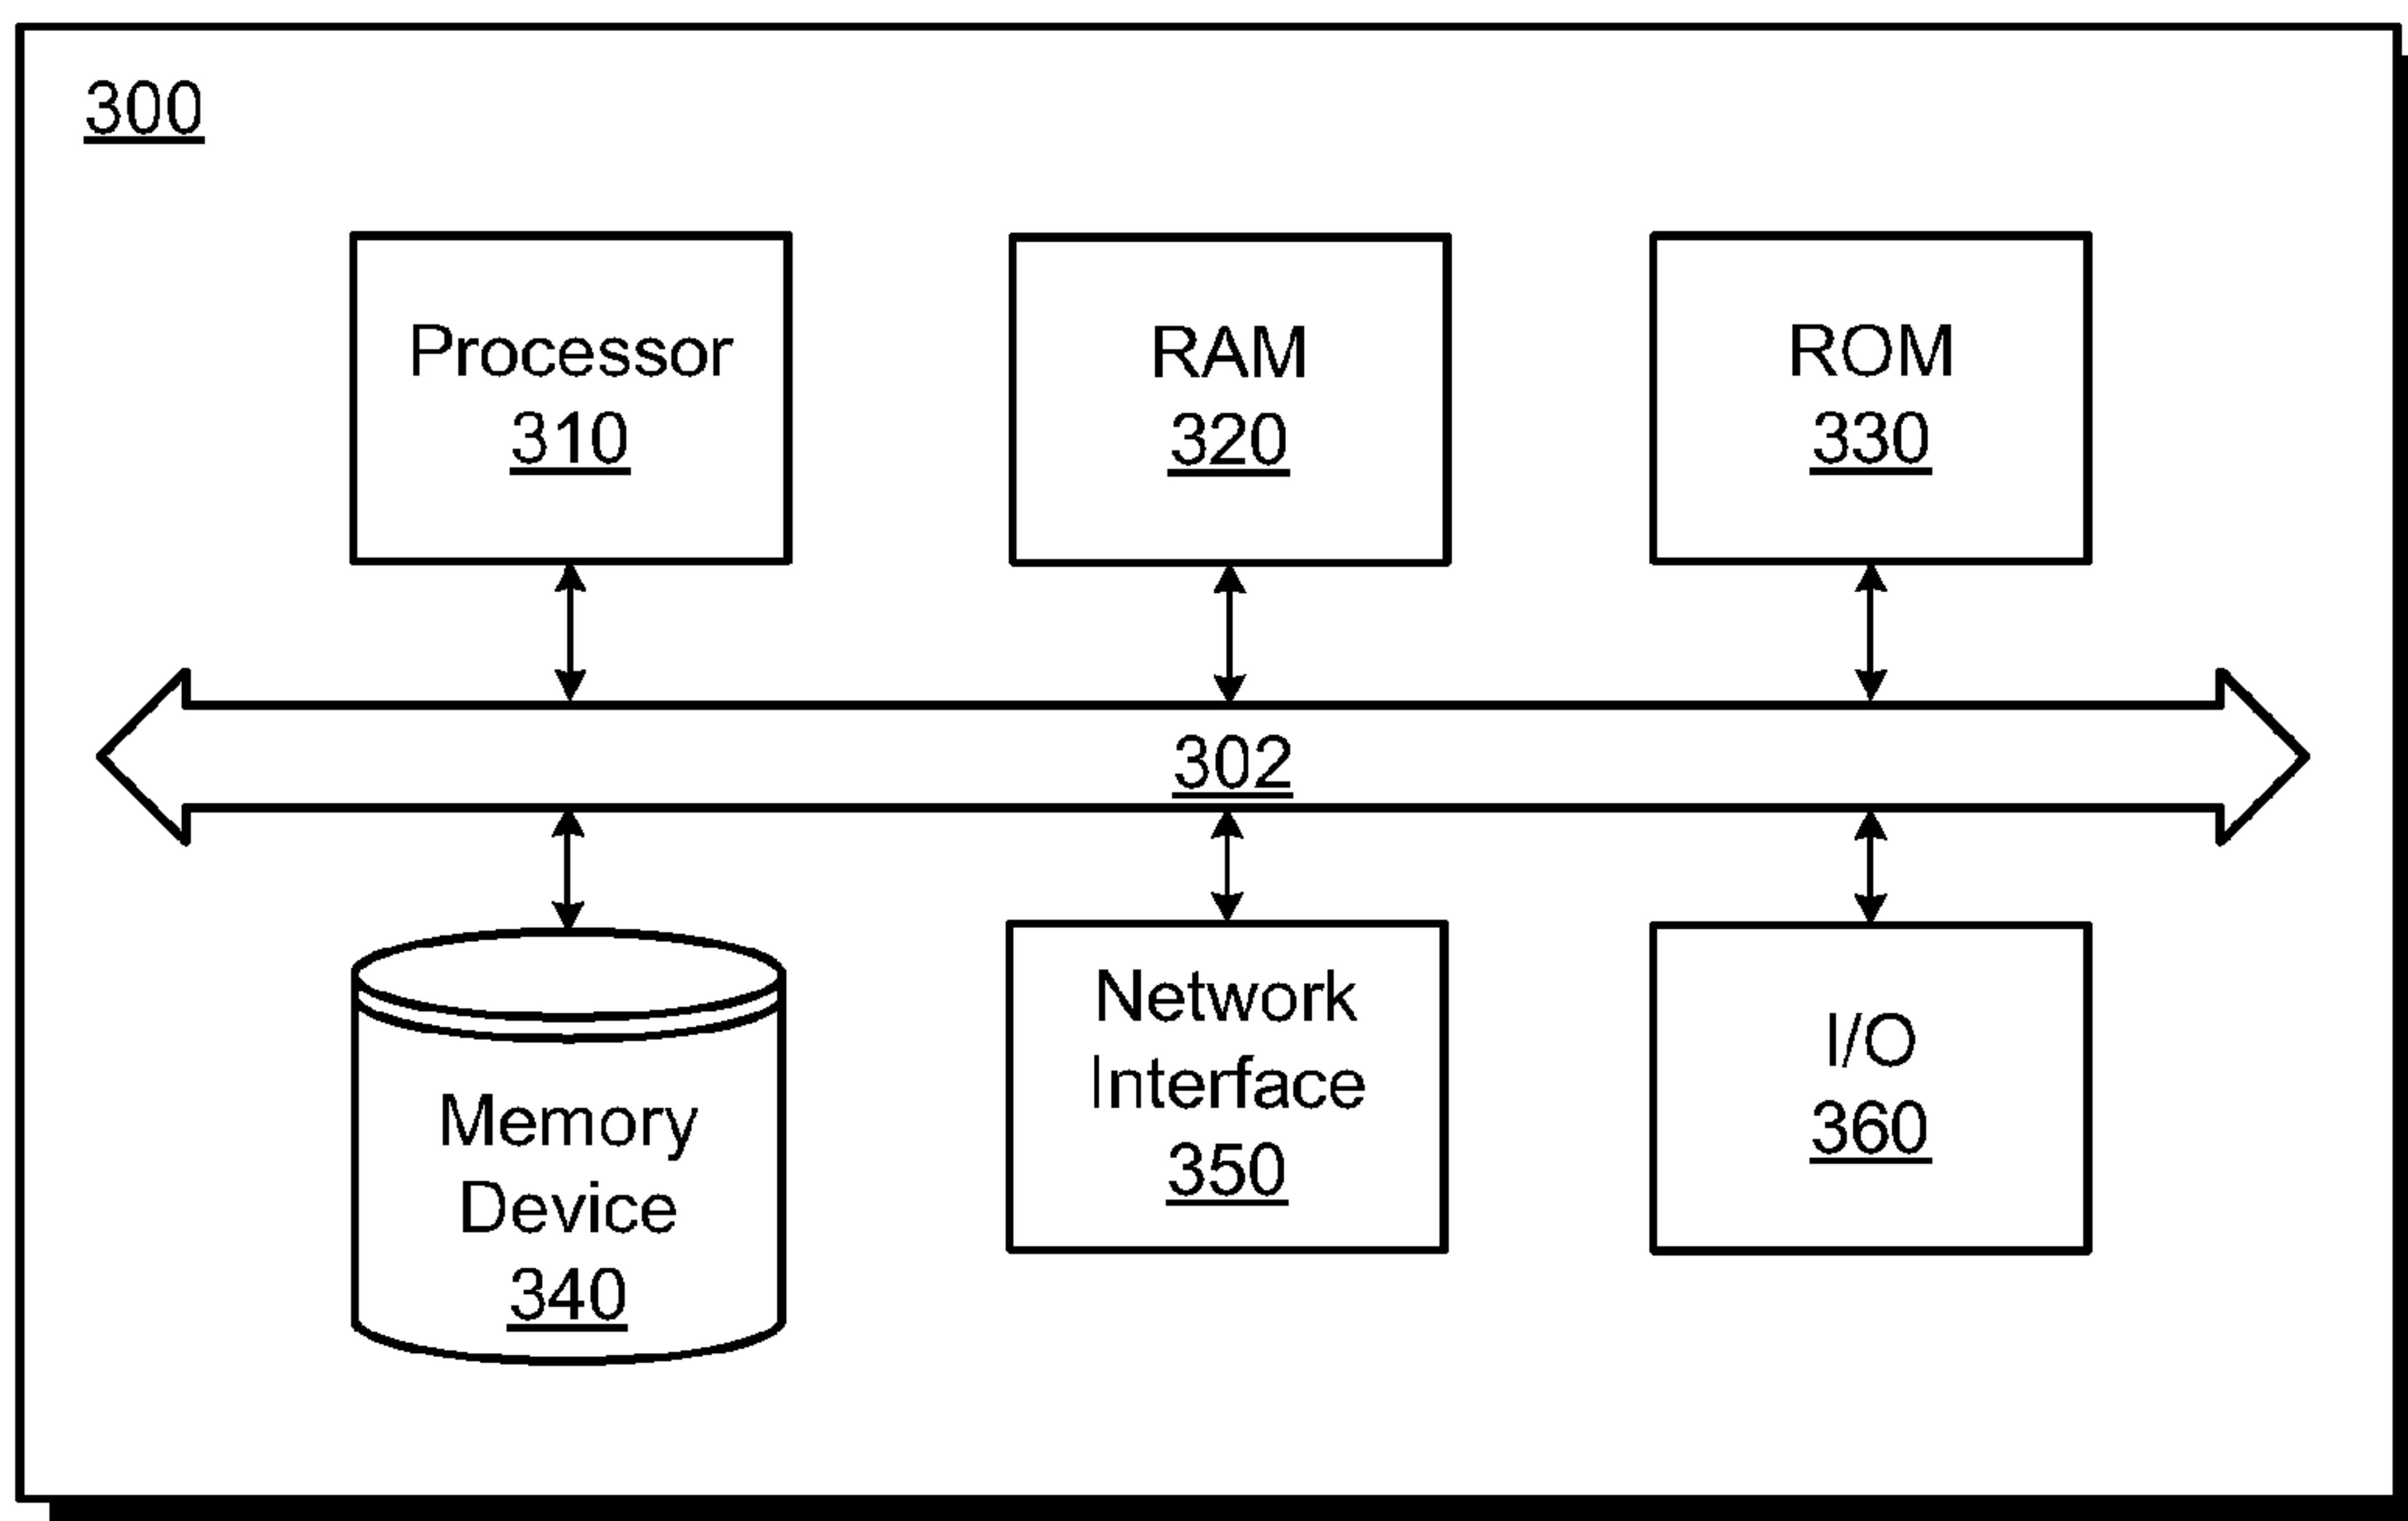 300
Processor
310
RAM
320
ROM
330
302
Memory
Device
340
Network
Interface
350
I/O
360